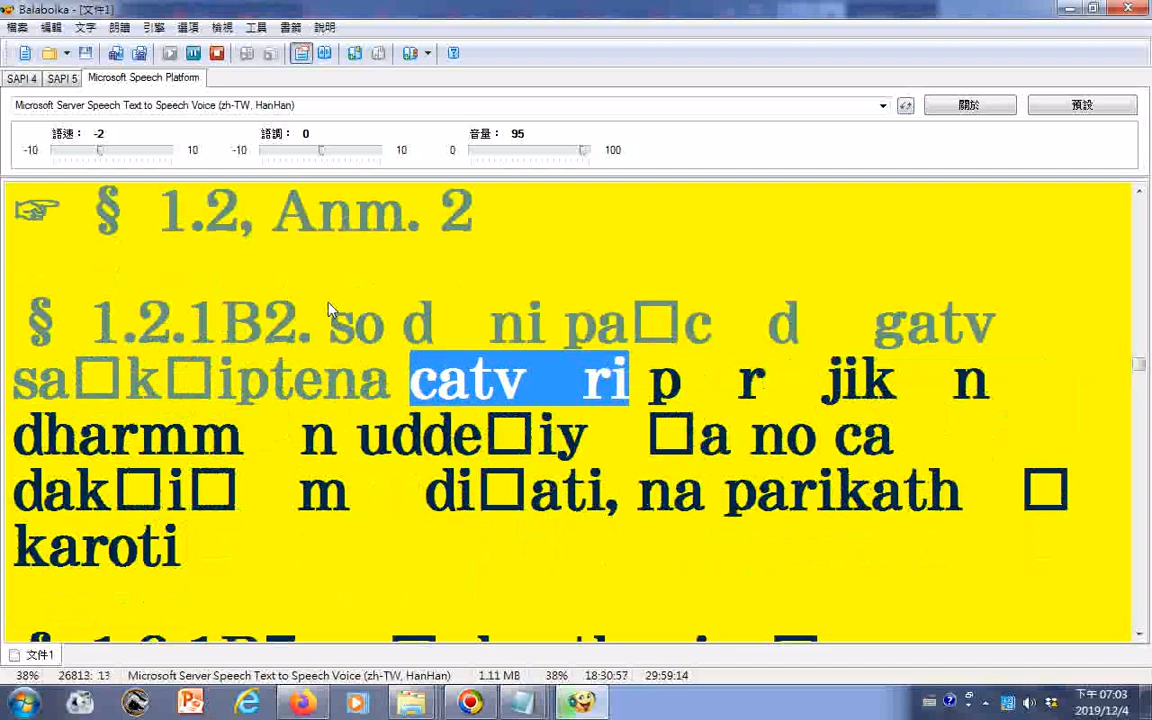 Balabolka - [文件1]
檔案 編輯 文字 朗讀 引擎 選項 檢視 工具 書籤 說明
SAPI 4 SAPI 5 Microsoft Speech Platform
Microsoft Server Speech Text to Speech Voice (zh-TW, HanHan) 關於 預設
語速： -2 語調： 0 音量： 95
-10 10 -10 10 0 100
☞ § 1.2, Anm. 2
§ 1.2.1B2. so d ni pa□c d gatv
sa□k□iptena catv ri p r jik n
dharmm n udde□iy □a no ca
dak□i□ m di□ati, na parikath □
karoti
文件1
38% 26813: 13 Microsoft Server Speech Text to Speech Voice (zh-TW, HanHan) 1.11 MB 38% 18:30:57 29:59:14
下午 07:03
2019/12/4